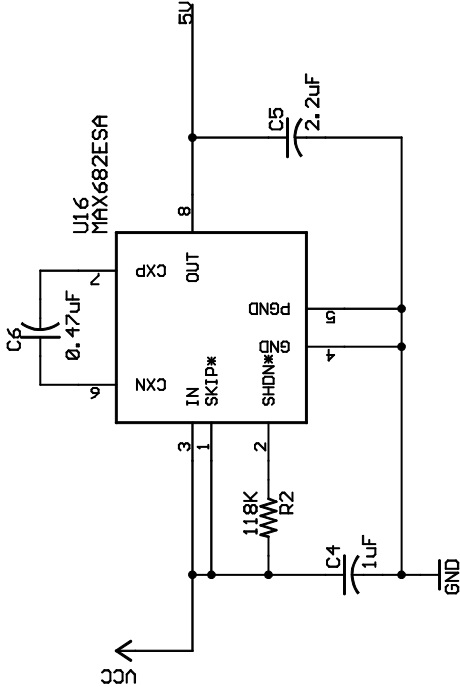 5V
C5
2.2uF
U16
MAX682ESA
8
7
CXP
OUT
C6
0.47uF
PGND
5
GND
4
6
CXN
IN
SKIP*
SHDN*
3
1
2
118K
R2
C4
1uF
GND
VCC